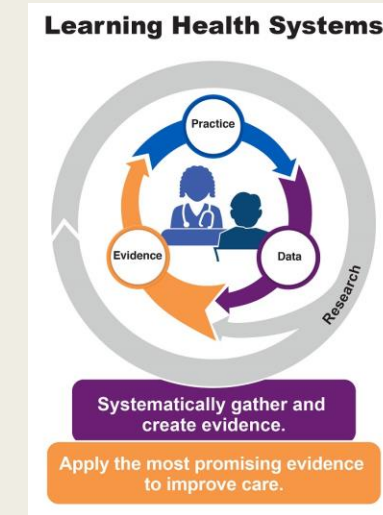 Learning Health Systems
Practice
Evidence
Data
Research
Systematically gather and
create evidence.
Apply the most promising evidence
to improve care.